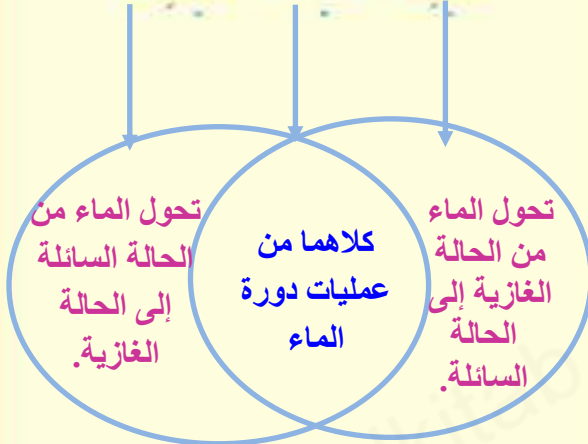 تحول الماء
من الحالة
الغازية إلى
الحالة
السائلة.
كلاهما من
عمليات دورة
الماء
تحول الماء من
الحالة السائلة
إلى الحالة
الغازية.